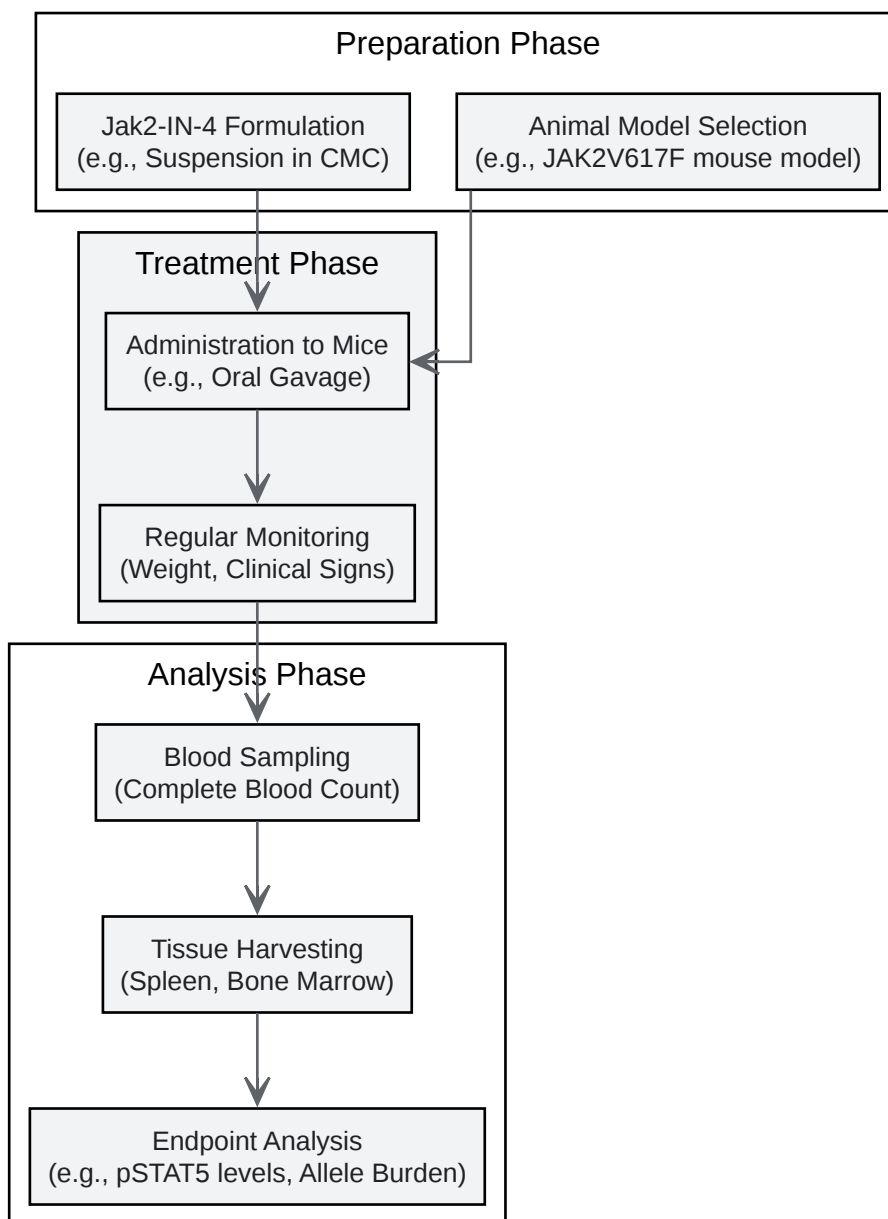 Preparation Phase
Jak2-IN-4 Formulation
(e.g., Suspension in CMC)
Animal Model Selection
(e.g., JAK2V617F mouse model)
Treatment Phase
Administration to Mice
(e.g., Oral Gavage)
Regular Monitoring
(Weight, Clinical Signs)
Analysis Phase
Blood Sampling
(Complete Blood Count)
Tissue Harvesting
(Spleen, Bone Marrow)
Endpoint Analysis
(e.g., pSTAT5 levels, Allele Burden)